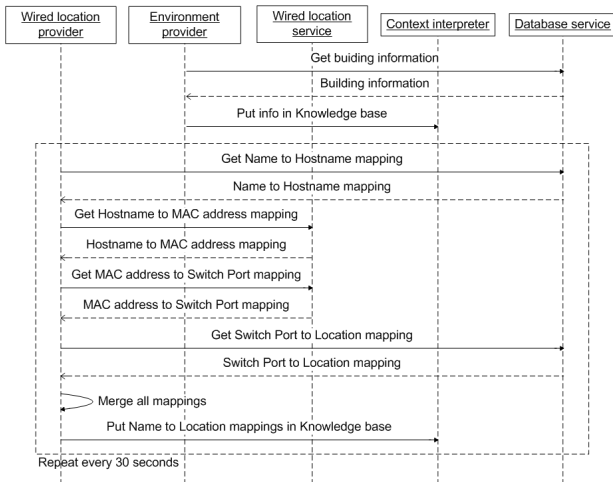 Wired location
provider
Environment
provider
Wired location
service
Context interpreter
Database service
Get buiding information
Building information
Put info in Knowledge base
Get Name to Hostname mapping
Name to Hostname mapping
Get Hostname to MAC address mapping
Hostname to MAC address mapping
Get MAC address to Switch Port mapping
MAC address to Switch Port mapping
Get Switch Port to Location mapping
Switch Port to Location mapping
Merge all mappings
Put Name to Location mappings in Knowledge base
Repeat every 30 seconds